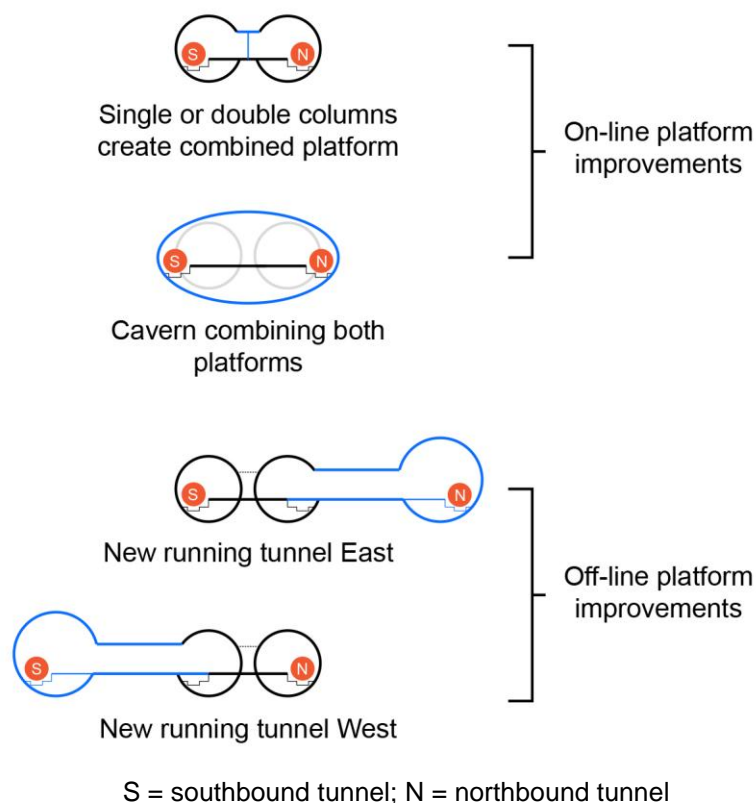 S
N
Single or double columns
create combined platform
On-line platform
improvements
S
N
Cavern combining both
platforms
S
N
New running tunnel East
Off-line platform
improvements
S
N
New running tunnel West
S = southbound tunnel; N = northbound tunnel